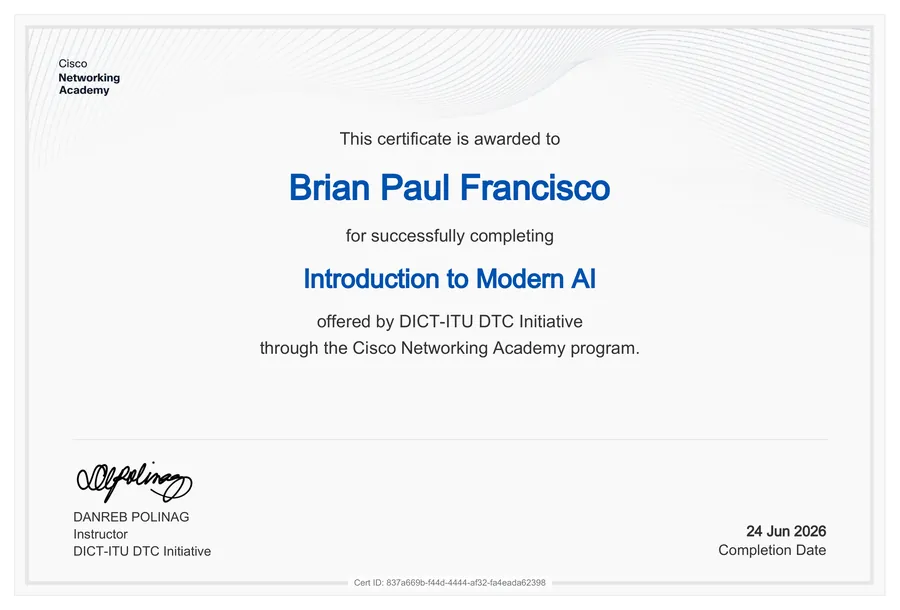 Cisco
Networking
Academy
This certificate is awarded to
Brian Paul Francisco
for successfully completing
Introduction to Modern AI
offered by DICT-ITU DTC Initiative
through the Cisco Networking Academy program.
DANREB POLINAG
Instructor
DICT-ITU DTC Initiative
24 Jun 2026
Completion Date
Cert ID: 837a669b-f44d-4444-af32-fa4eada62398